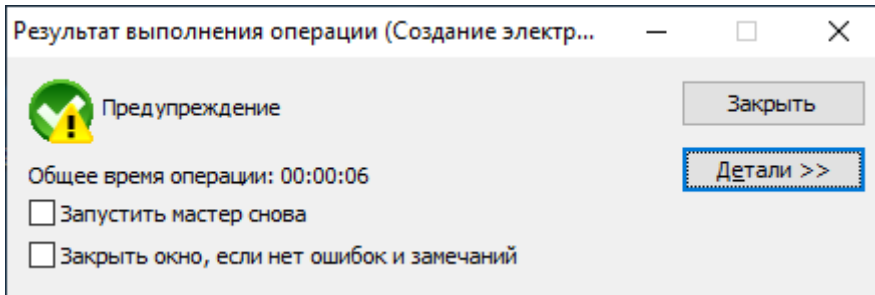 Результат выполнения операции (Создание электр...
Предупреждение
Закрыть
Детали >>
Общее время операции: 00:00:06
Запустить мастер снова
Закрыть окно, если нет ошибок и замечаний